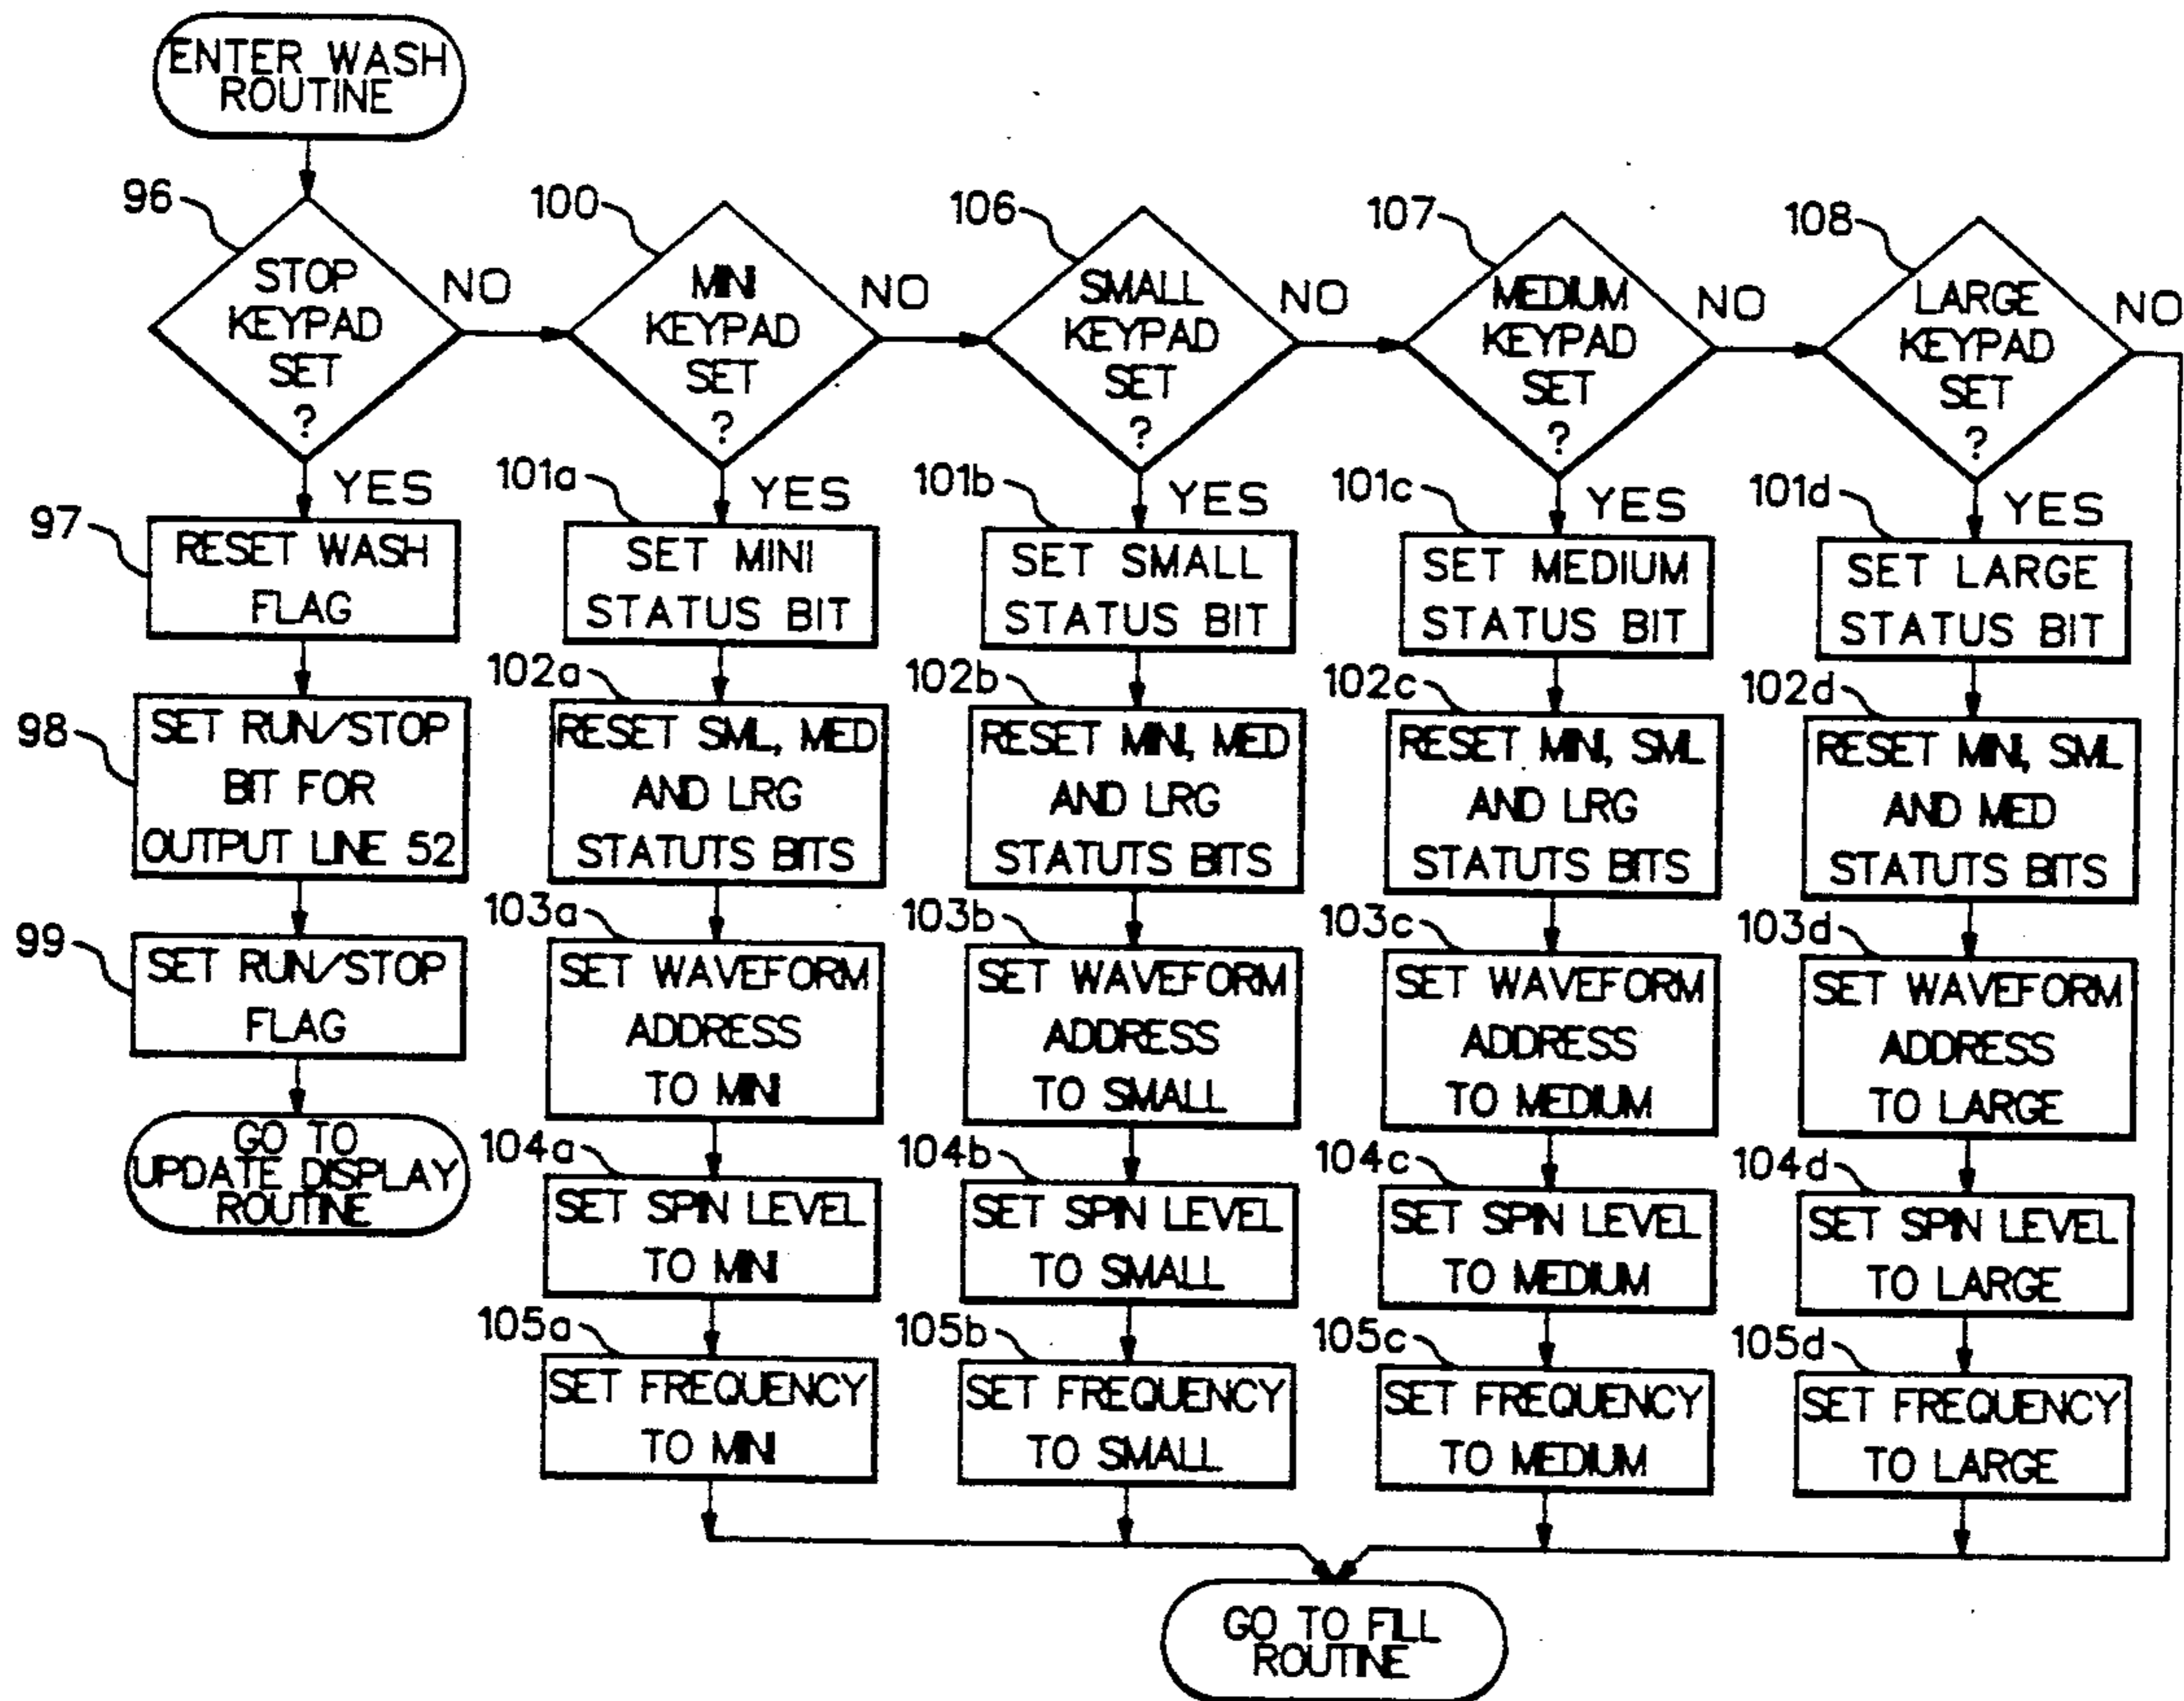 ENTER WASH
ROUTINE
96
STOP
KEYPAD
SET
?
NO
YES
97
RESET WASH
FLAG
98
SET RUN/STOP
BIT FOR
OUTPUT LINE 52
99
SET RUN/STOP
FLAG
GO TO
UPDATE DISPLAY
ROUTINE
100
MINI
KEYPAD
SET
?
NO
YES
101a
SET MINI
STATUS BIT
102a
RESET SML, MED
AND LRG
STATUTS BITS
103a
SET WAVEFORM
ADDRESS
TO MINI
104a
SET SPIN LEVEL
TO MINI
105a
SET FREQUENCY
TO MINI
106
SMALL
KEYPAD
SET
?
NO
YES
101b
SET SMALL
STATUS BIT
102b
RESET MINI, MED
AND LRG
STATUTS BITS
103b
SET WAVEFORM
ADDRESS
TO SMALL
104b
SET SPIN LEVEL
TO SMALL
105b
SET FREQUENCY
TO SMALL
107
MEDIUM
KEYPAD
SET
?
NO
YES
101c
SET MEDIUM
STATUS BIT
102c
RESET MINI, SML
AND LRG
STATUTS BITS
103c
SET WAVEFORM
ADDRESS
TO MEDIUM
104c
SET SPIN LEVEL
TO MEDIUM
105c
SET FREQUENCY
TO MEDIUM
108
LARGE
KEYPAD
SET
?
NO
YES
101d
SET LARGE
STATUS BIT
102d
RESET MINI, SML
AND MED
STATUTS BITS
103d
SET WAVEFORM
ADDRESS
TO LARGE
104d
SET SPIN LEVEL
TO LARGE
105d
SET FREQUENCY
TO LARGE
GO TO FILL
ROUTINE